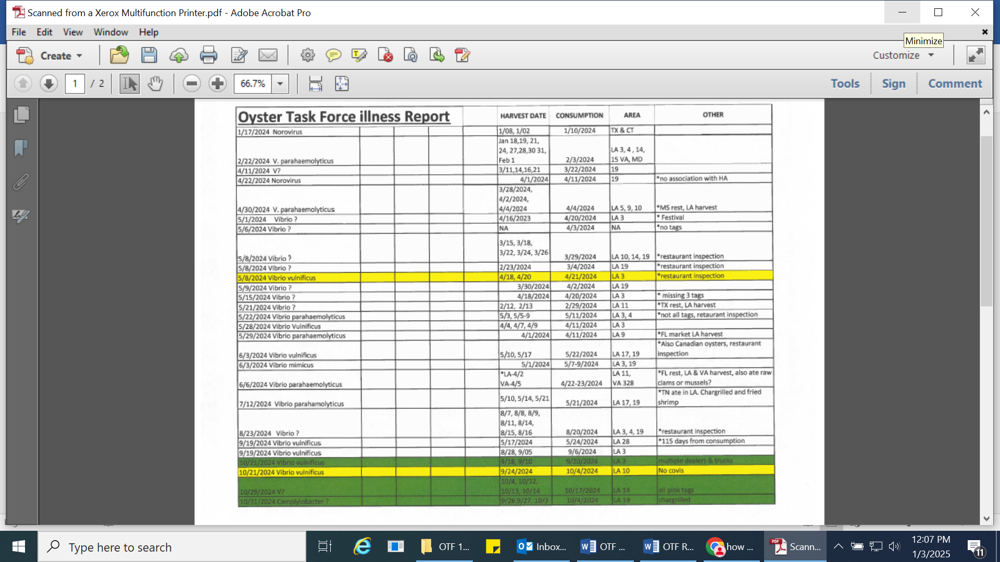 Scanned from a Xerox Multifunction Printer.pdf - Adobe Acrobat Pro
File Edit View Window Help
Minimize
Create
Customize
1 / 2
66.7%
Tools Sign Comment
Oyster Task Force illness Report HARVEST DATE CONSUMPTION AREA OTHER
1/17/2024 Norovirus 1/08, 1/02 1/10/2024 TX & CT
Jan 18,19, 21,
24, 27,28,30 31, LA 3, 4 , 14,
2/22/2024 V. parahaemolyticus Feb 1 2/3/2024 15 VA, MD
4/11/2024 V? 3/11,14,16,21 3/22/2024 19
4/22/2024 Norovirus 4/1/2024 4/11/2024 19 *no association with HA
3/28/2024,
4/2/2024,
4/30/2024 V. parahaemolyticus 4/4/2024 4/4/2024 LA 5, 9, 10 *MS rest, LA harvest
5/1/2024 Vibrio ? 4/16/2023 4/20/2024 LA 3 * Festival
5/6/2024 Vibrio ? NA 4/3/2024 NA *no tags
3/15, 3/18,
5/8/2024 Vibrio ? 3/22, 3/24, 3/26 3/29/2024 LA 10, 14, 19 *restaurant inspection
5/8/2024 Vibrio ? 2/23/2024 3/4/2024 LA 19 *restaurant inspection
5/8/2024 Vibrio vulnificus 4/18, 4/20 4/21/2024 LA 3 *restaurant inspection
5/9/2024 Vibrio ? 3/30/2024 4/2/2024 LA 19
5/15/2024 Vibrio ? 4/18/2024 4/20/2024 LA 3 * missing 3 tags
5/21/2024 Vibrio ? 2/12, 2/13 2/29/2024 LA 11 *TX rest, LA harvest
5/22/2024 Vibrio parahaemolyticus 5/3, 5/5-9 5/11/2024 LA 3, 4 *not all tags, retaurant inspection
5/28/2024 Vibrio Vulnificus 4/4, 4/7, 4/9 4/11/2024 LA 3
5/29/2024 Vibrio parahaemolyticus 4/1/2024 4/11/2024 LA 9 *FL market LA harvest
*Also Canadian oysters, restaurant
6/3/2024 Vibrio vulnificus 5/10, 5/17 5/22/2024 LA 17, 19 inspection
6/3/2024 Vibrio mimicus 5/1/2024 5/7-9/2024 LA 3, 19
*LA-4/2 LA 11, *FL rest, LA & VA harvest, also ate raw
6/6/2024 Vibrio parahaemolyticus VA-4/5 4/22-23/2024 VA 328 clams or mussels?
*TN ate in LA. Chargrilled and fried
7/12/2024 Vibrio parahamolyticus 5/10, 5/14, 5/21 5/21/2024 LA 17, 19 shrimp
8/7, 8/8, 8/9,
8/11, 8/14,
8/23/2024 Vibrio ? 8/15, 8/16 8/20/2024 LA 3, 4, 19 *restaurant inspection
9/19/2024 Vibrio vulnificus 5/17/2024 5/24/2024 LA 28 *115 days from consumption
9/19/2024 Vibrio vulnificus 8/28, 9/05 9/6/2024 LA 3
10/21/2024 Vibrio vulnificus 9/18, 9/10 9/20/2024 LA 3 multiple dealers & trucks
10/21/2024 Vibrio vulnificus 9/24/2024 10/4/2024 LA 10 No covis
10/4, 10/12,
10/29/2024 V? 10/13, 10/14 10/17/2024 LA 14 all pink tags
10/31/2024 Camplylobacter ? 9/26,9/27, 10/3 10/4/2024 LA 19 chargrilled
Type here to search
OTF 1... Inbox... OTF ... OTF R... how ... Scann...
12:07 PM
1/3/2025
11